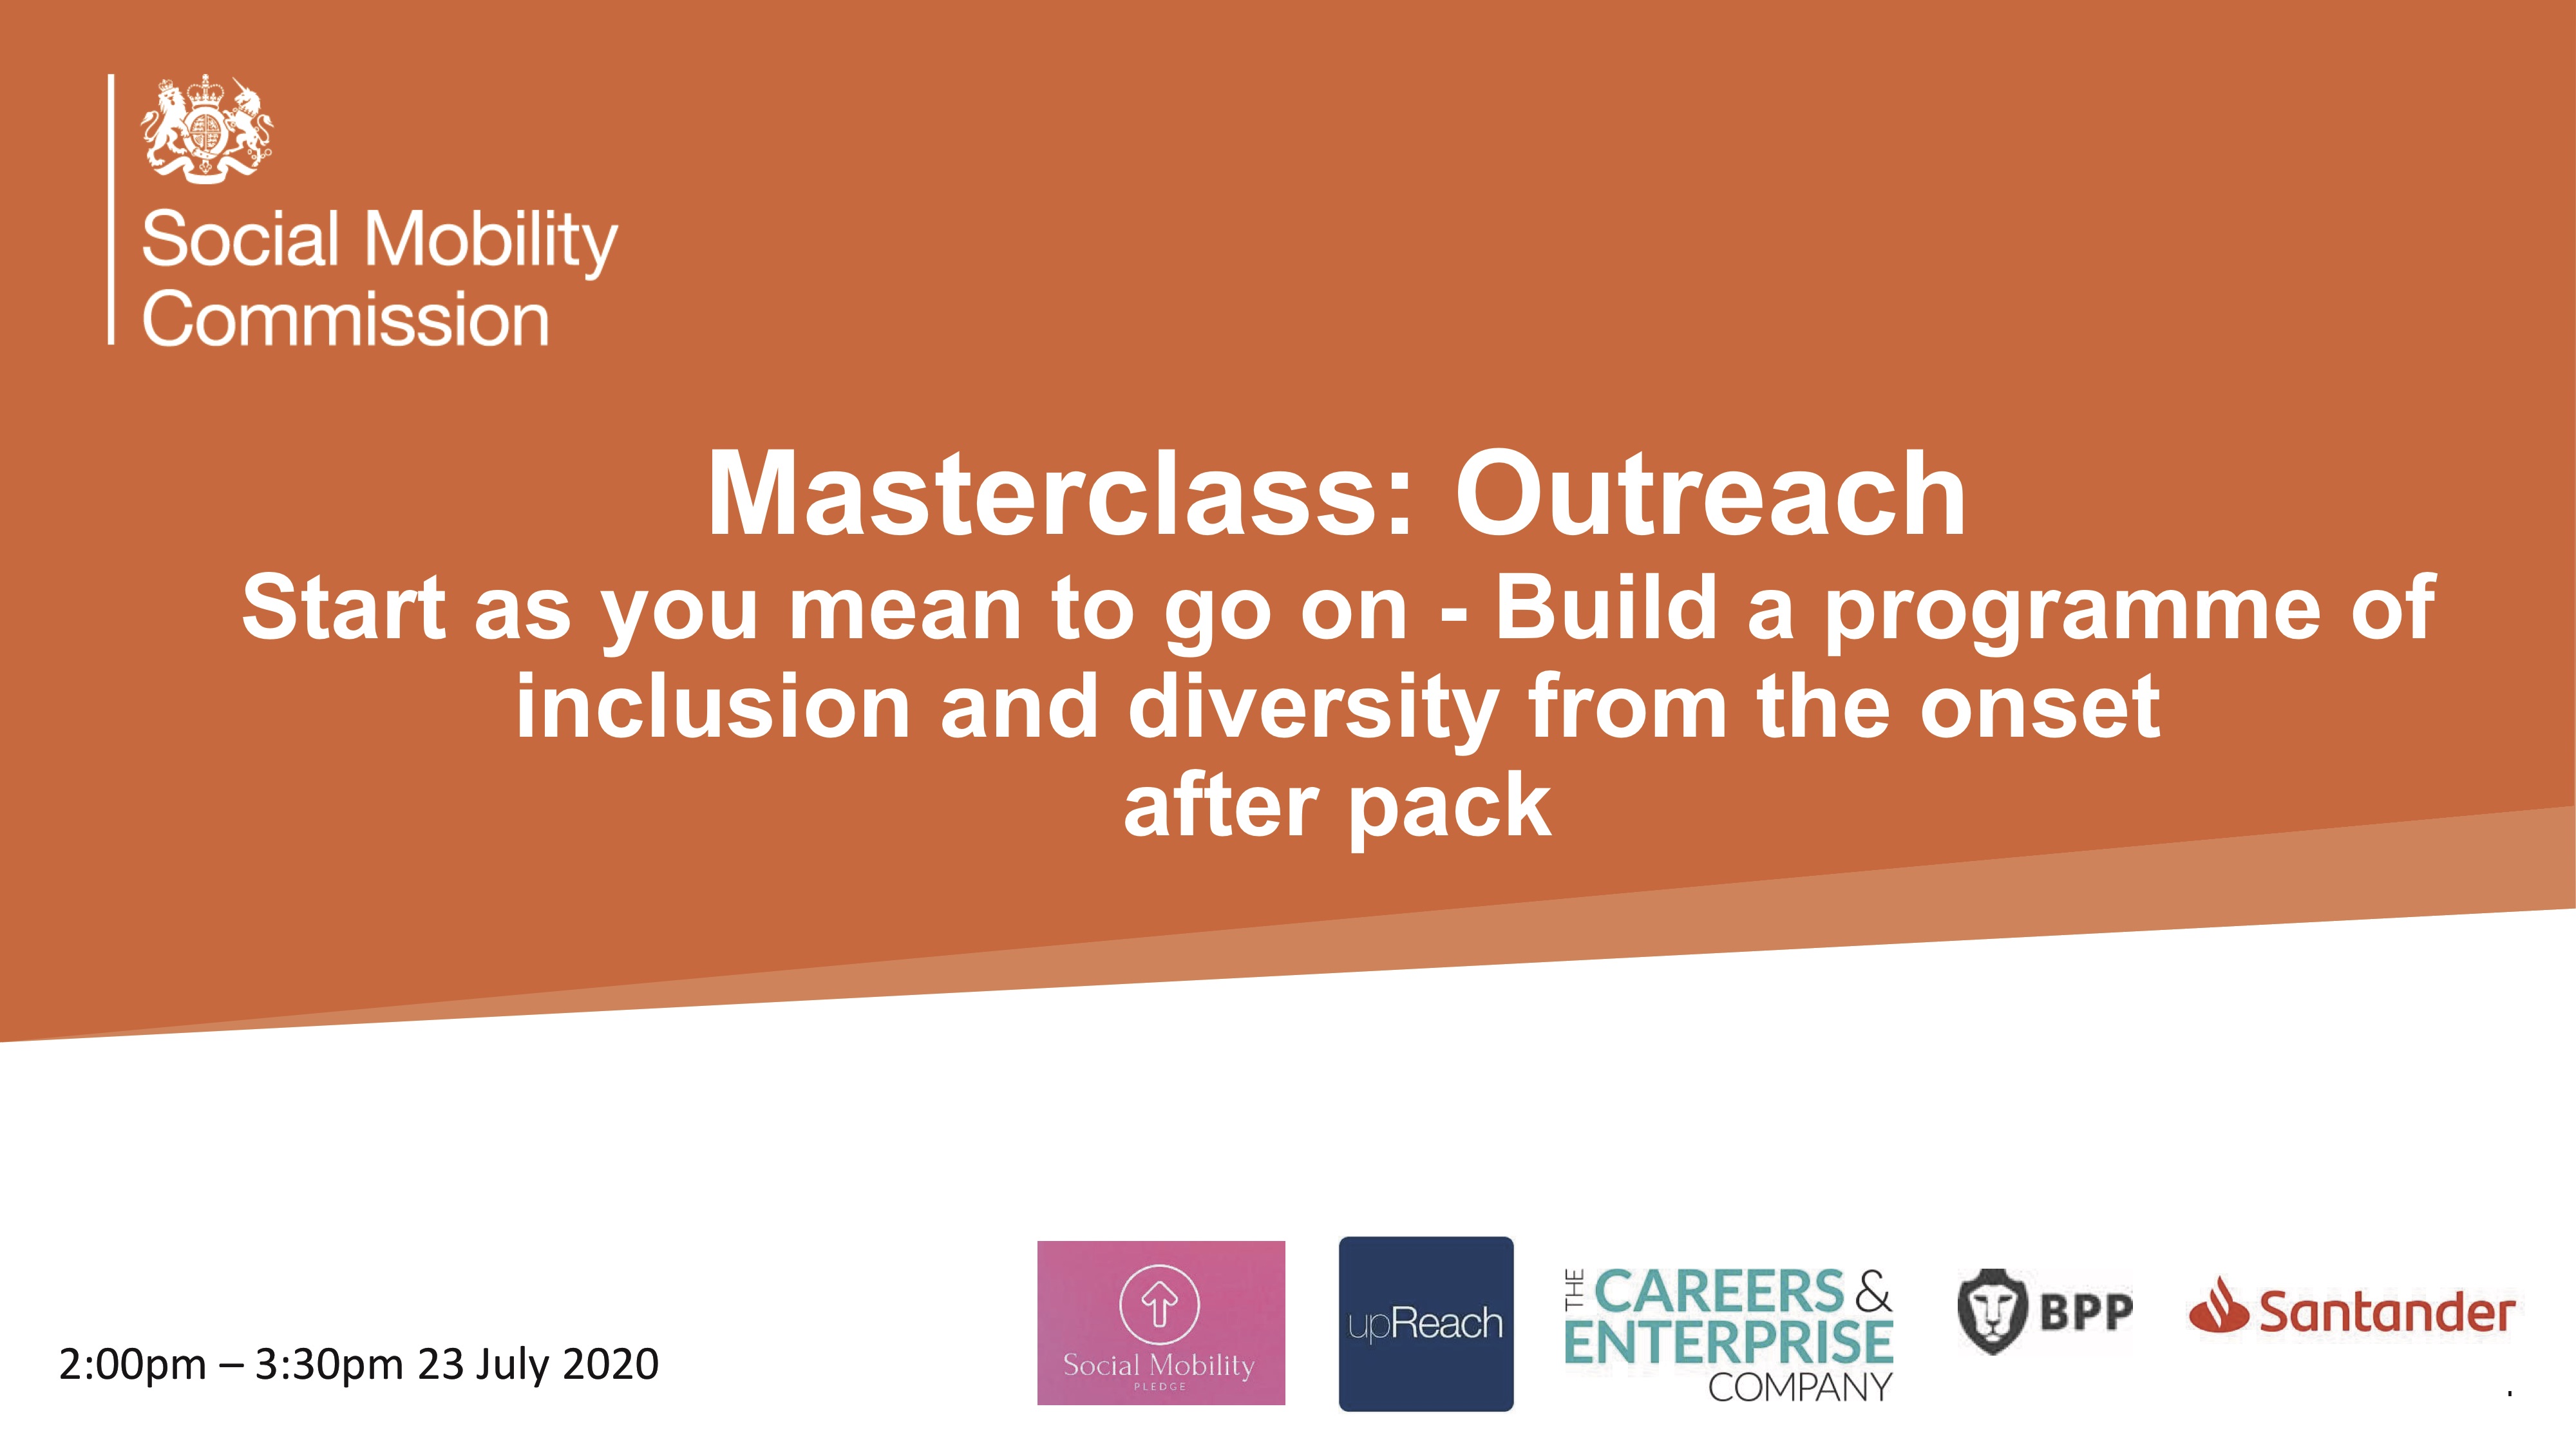 Social Mobility
Commission
Masterclass: Outreach
Start as you mean to go on - Build a programme of
inclusion and diversity from the onset
after pack
2:00pm – 3:30pm 23 July 2020
Social Mobility
PLEDGE
upReach
THE CAREERS &
ENTERPRISE
COMPANY
BPP
Santander
.